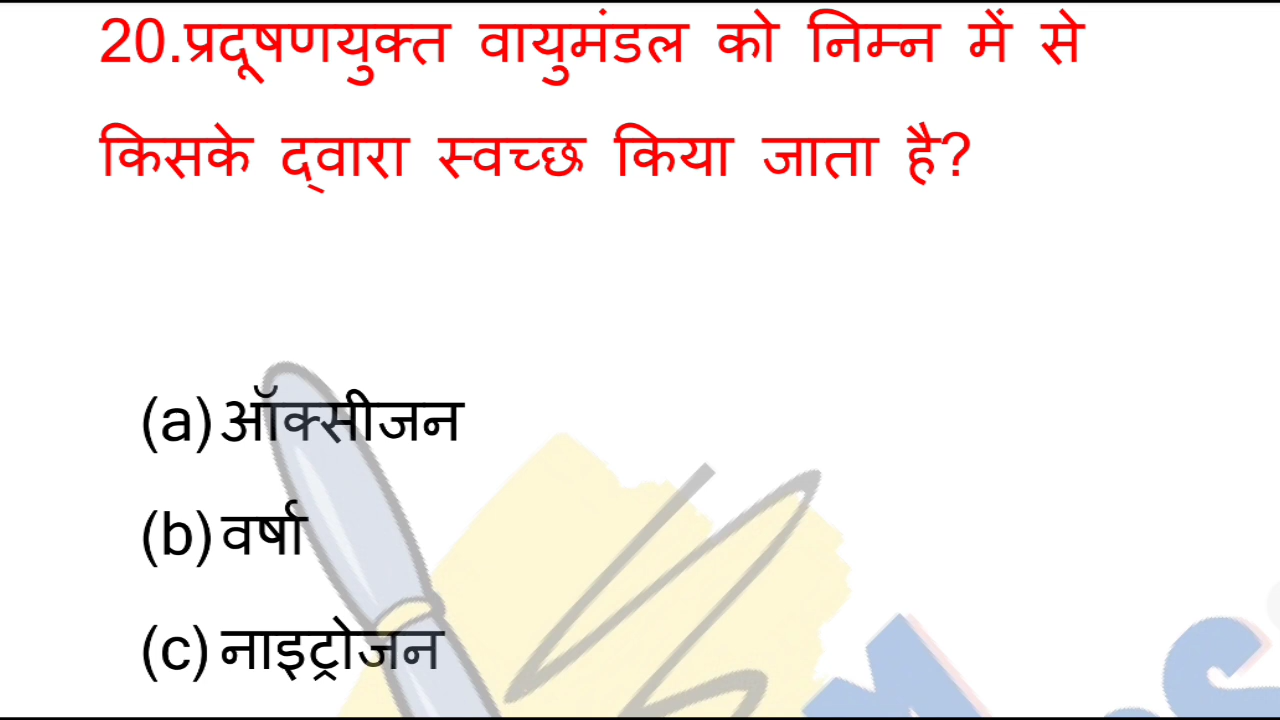 20.प्रदूषणयुक्त वायुमंडल को निम्न में से
किसके द्वारा स्वच्छ किया जाता है?
(a) ऑक्सीजन
(b) वर्षा
(c) नाइट्रोजन